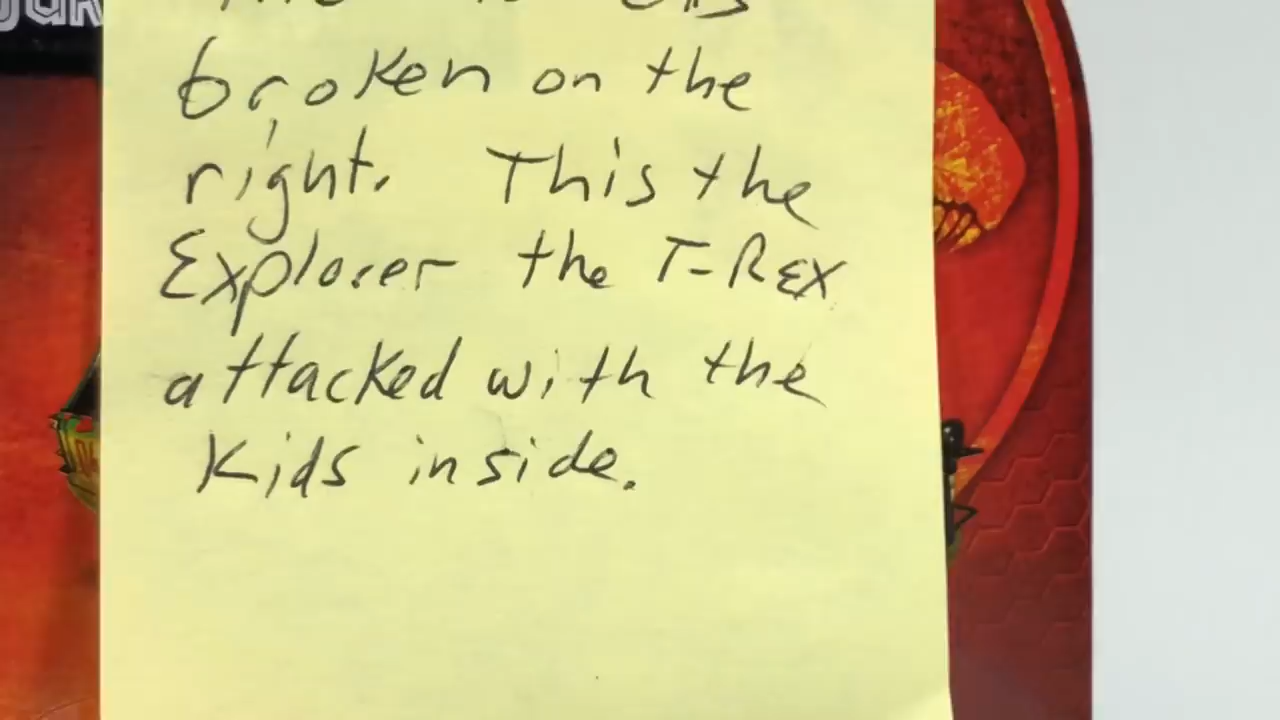 broken on the
right. This the
Explorer the T-REX
attacked with the
Kids inside.